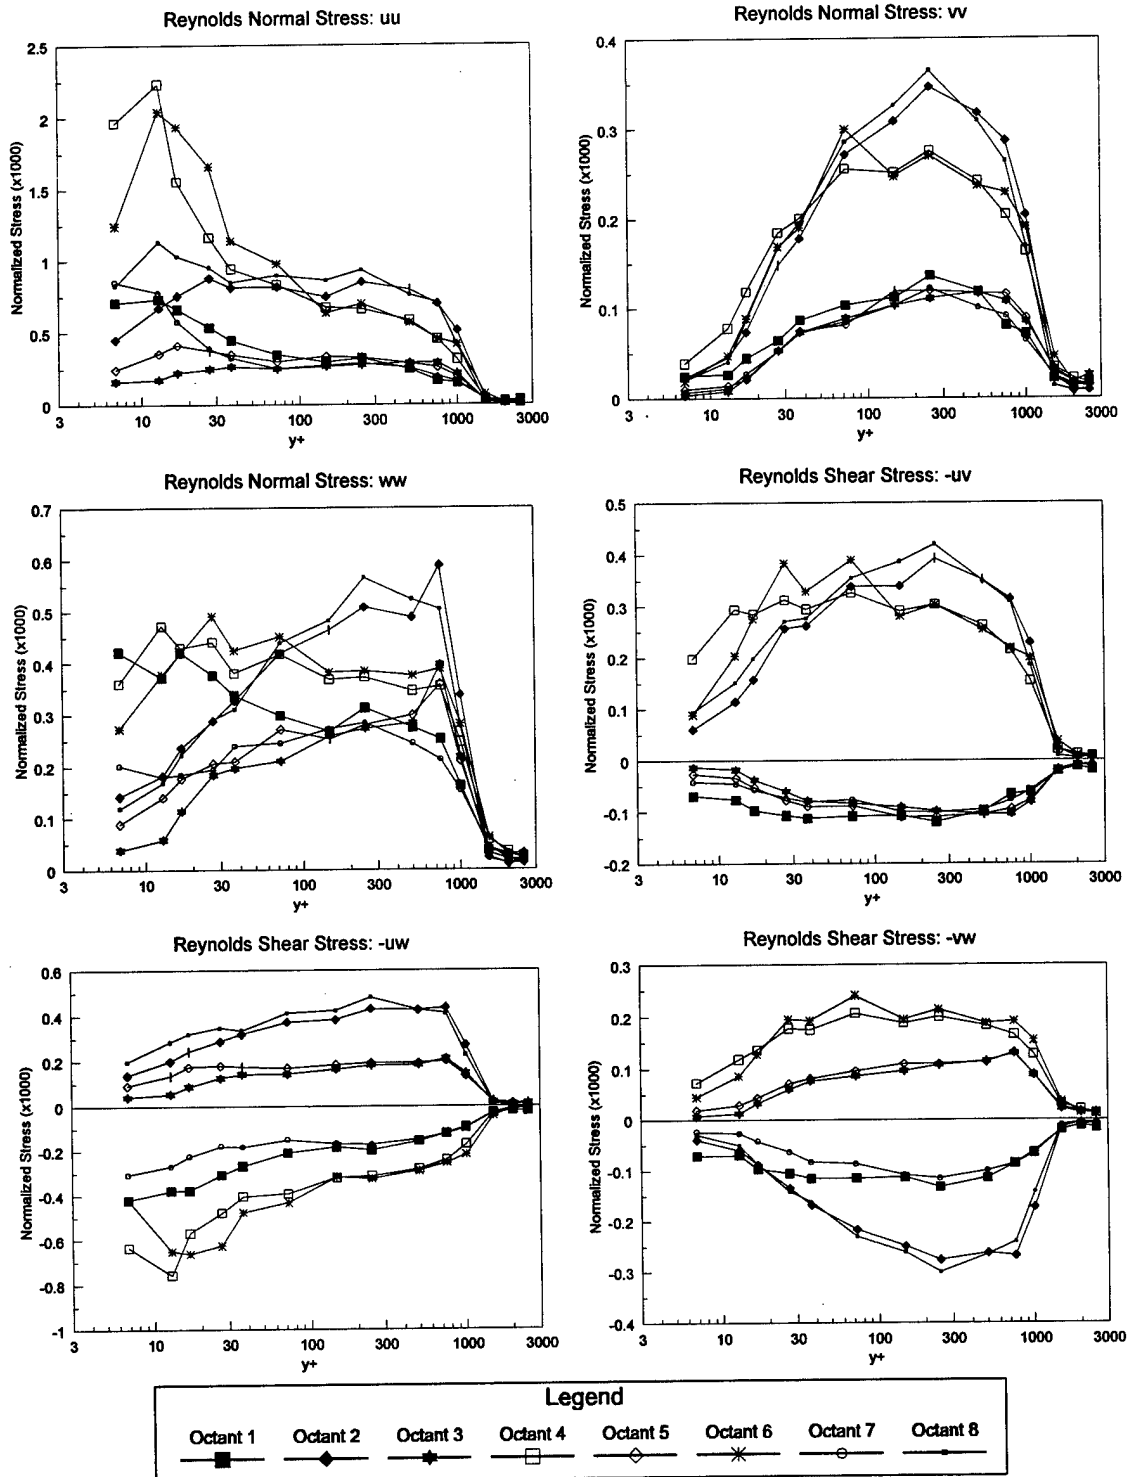 Reynolds Normal Stress: uu
Normalized Stress (x1000)
2.5
2
1.5
1
0.5
0
3 10 30 100 300 1000 3000
y+
Reynolds Normal Stress: vv
Normalized Stress (x1000)
0.4
0.3
0.2
0.1
0
3 10 30 100 300 1000 3000
y+
Reynolds Normal Stress: ww
Normalized Stress (x1000)
0.7
0.6
0.5
0.4
0.3
0.2
0.1
0
3 10 30 100 300 1000 3000
y+
Reynolds Shear Stress: -uv
Normalized Stress (x1000)
0.5
0.4
0.3
0.2
0.1
0
-0.1
-0.2
3 10 30 100 300 1000 3000
y+
Reynolds Shear Stress: -uw
Normalized Stress (x1000)
0.6
0.4
0.2
0
-0.2
-0.4
-0.6
-0.8
-1
3 10 30 100 300 1000 3000
y+
Reynolds Shear Stress: -vw
Normalized Stress (x1000)
0.3
0.2
0.1
0
-0.1
-0.2
-0.3
-0.4
3 10 30 100 300 1000 3000
y+
Legend
Octant 1 Octant 2 Octant 3 Octant 4 Octant 5 Octant 6 Octant 7 Octant 8